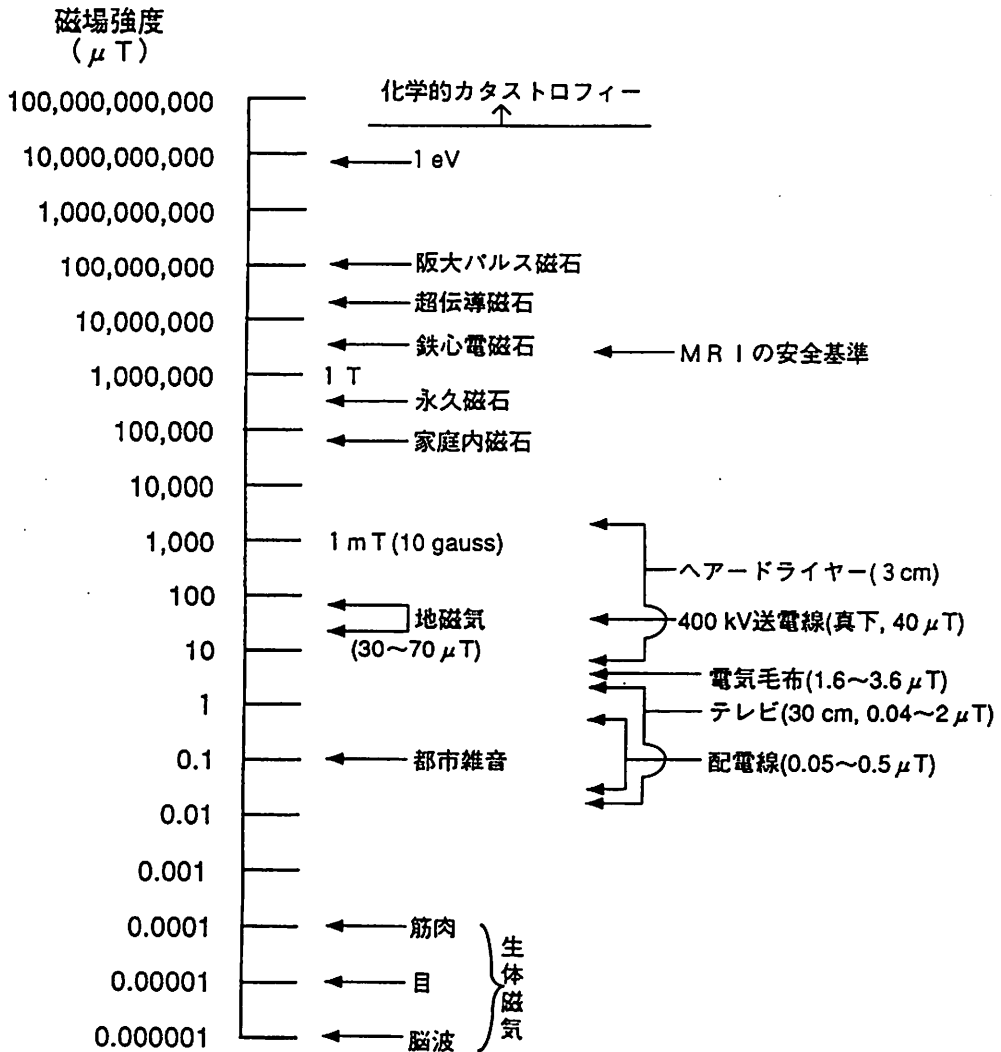 磁場強度
(μT)
化学的カタストロフィー
100,000,000,000
10,000,000,000
1 eV
1,000,000,000
100,000,000
阪大パルス磁石
超伝導磁石
10,000,000
鉄心電磁石
MRIの安全基準
1,000,000
1 T
永久磁石
100,000
家庭内磁石
10,000
1,000
1 mT (10 gauss)
ヘアードライヤー(3 cm)
100
地磁気
(30〜70 μT)
400 kV送電線(真下, 40 μT)
10
電気毛布(1.6〜3.6 μT)
1
テレビ(30 cm, 0.04〜2 μT)
0.1
都市雑音
配電線(0.05〜0.5 μT)
0.01
0.001
0.0001
筋肉
0.00001
目
0.000001
脳波
生体磁気